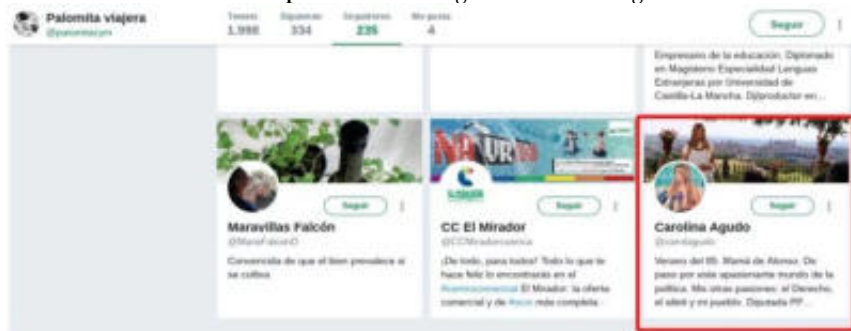 Palomita viajera
Tweets Siguiendo Seguidores Me gusta
@palomitacym 1.998 334 235 4
Seguir
Empresario de la educación. Diplomado
en Magisterio Especialidad Lenguas
Extranjeras por Universidad de
Castilla-La Mancha. Dj/productor en...
NATUR
Seguir
Seguir
Seguir
Maravillas Falcón
CC El Mirador
@CCMiradorcuenca
Carolina Agudo
@carolagudo
Convencida de que el bien prevalece si
se cultiva
¡De todo, para todos! Todo lo que te
hace feliz lo encontrarás en el
El Mirador: la oferta
comercial y de #ocio más completa
Verano del 85. Mamá de Alonso. De
paso por este apasionante mundo de la
política. Mis otras pasiones: el Derecho,
el y mi pueblo. Diputada PP...